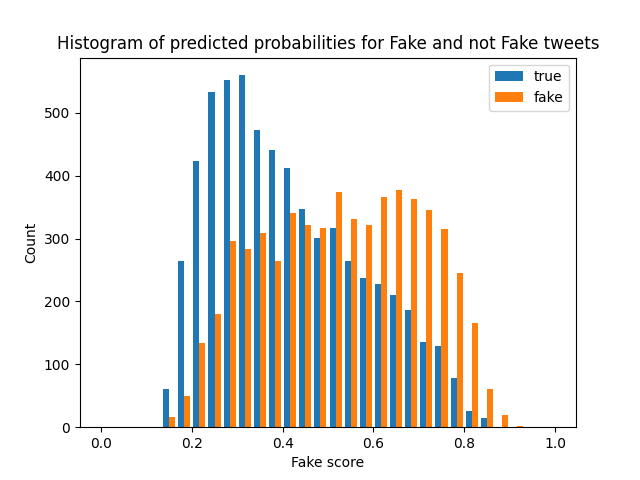 Histogram of predicted probabilities for Fake and not Fake tweets
true
fake
500
400
300
200
100
0
Count
0.0 0.2 0.4 0.6 0.8 1.0
Fake score